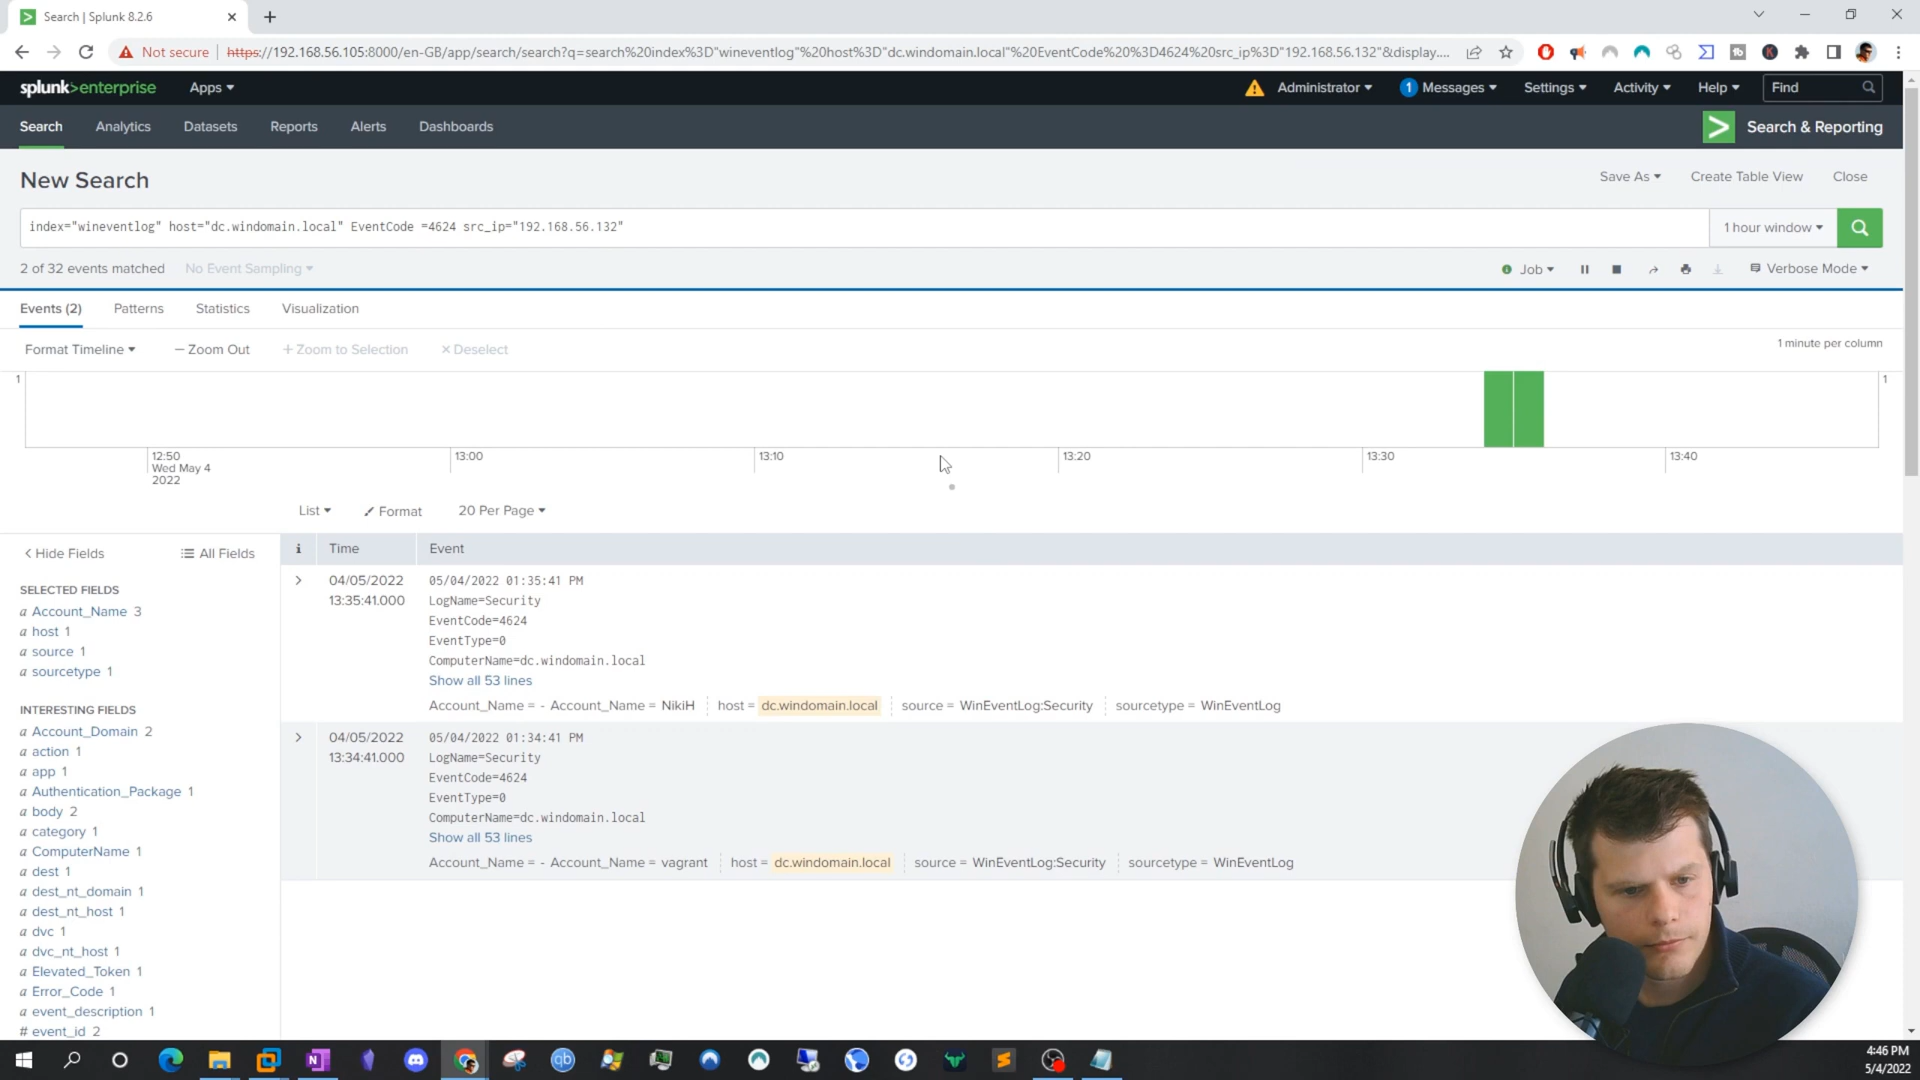 Search | Splunk 8.2.6
Not secure | https://192.168.56.105:8000/en-GB/app/search/search?q=search%20index%3D"wineventlog"%20host%3D"dc.windomain.local"%20EventCode%20%3D4624%20src_ip%3D"192.168.56.132"&display....
splunk>enterprise Apps Administrator 1 Messages Settings Activity Help Find
Search Analytics Datasets Reports Alerts Dashboards > Search & Reporting
New Search Save As Create Table View Close
index="wineventlog" host="dc.windomain.local" EventCode =4624 src_ip="192.168.56.132" 1 hour window
2 of 32 events matched No Event Sampling Job Verbose Mode
Events (2) Patterns Statistics Visualization
Format Timeline — Zoom Out + Zoom to Selection × Deselect 1 minute per column
1 1
12:50 13:00 13:10 13:20 13:30 13:40
Wed May 4
2022
List Format 20 Per Page
< Hide Fields All Fields i Time Event
SELECTED FIELDS
a Account_Name 3
a host 1
a source 1
a sourcetype 1
INTERESTING FIELDS
a Account_Domain 2
a action 1
a app 1
a Authentication_Package 1
a body 2
a category 1
a ComputerName 1
a dest 1
a dest_nt_domain 1
a dest_nt_host 1
a dvc 1
a dvc_nt_host 1
a Elevated_Token 1
a Error_Code 1
a event_description 1
# event_id 2
> 04/05/2022 05/04/2022 01:35:41 PM
13:35:41.000 LogName=Security
EventCode=4624
EventType=0
ComputerName=dc.windomain.local
Show all 53 lines
Account_Name = - Account_Name = NikiH host = dc.windomain.local source = WinEventLog:Security sourcetype = WinEventLog
> 04/05/2022 05/04/2022 01:34:41 PM
13:34:41.000 LogName=Security
EventCode=4624
EventType=0
ComputerName=dc.windomain.local
Show all 53 lines
Account_Name = - Account_Name = vagrant host = dc.windomain.local source = WinEventLog:Security sourcetype = WinEventLog
4:46 PM
5/4/2022